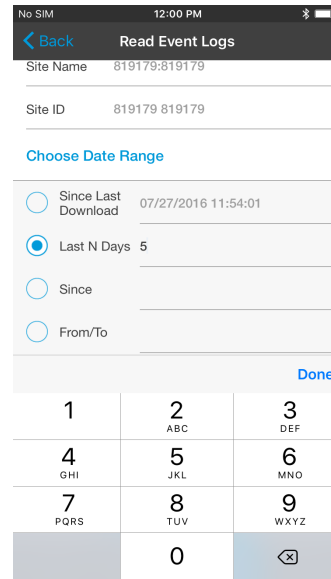 No SIM 12:00 PM
Back Read Event Logs
Site Name 819179:819179
Site ID 819179 819179
Choose Date Range
Since Last
Download 07/27/2016 11:54:01
Last N Days 5
Since
From/To
Done
1 2 3
ABC DEF
4 5 6
GHI JKL MNO
7 8 9
PQRS TUV WXYZ
0